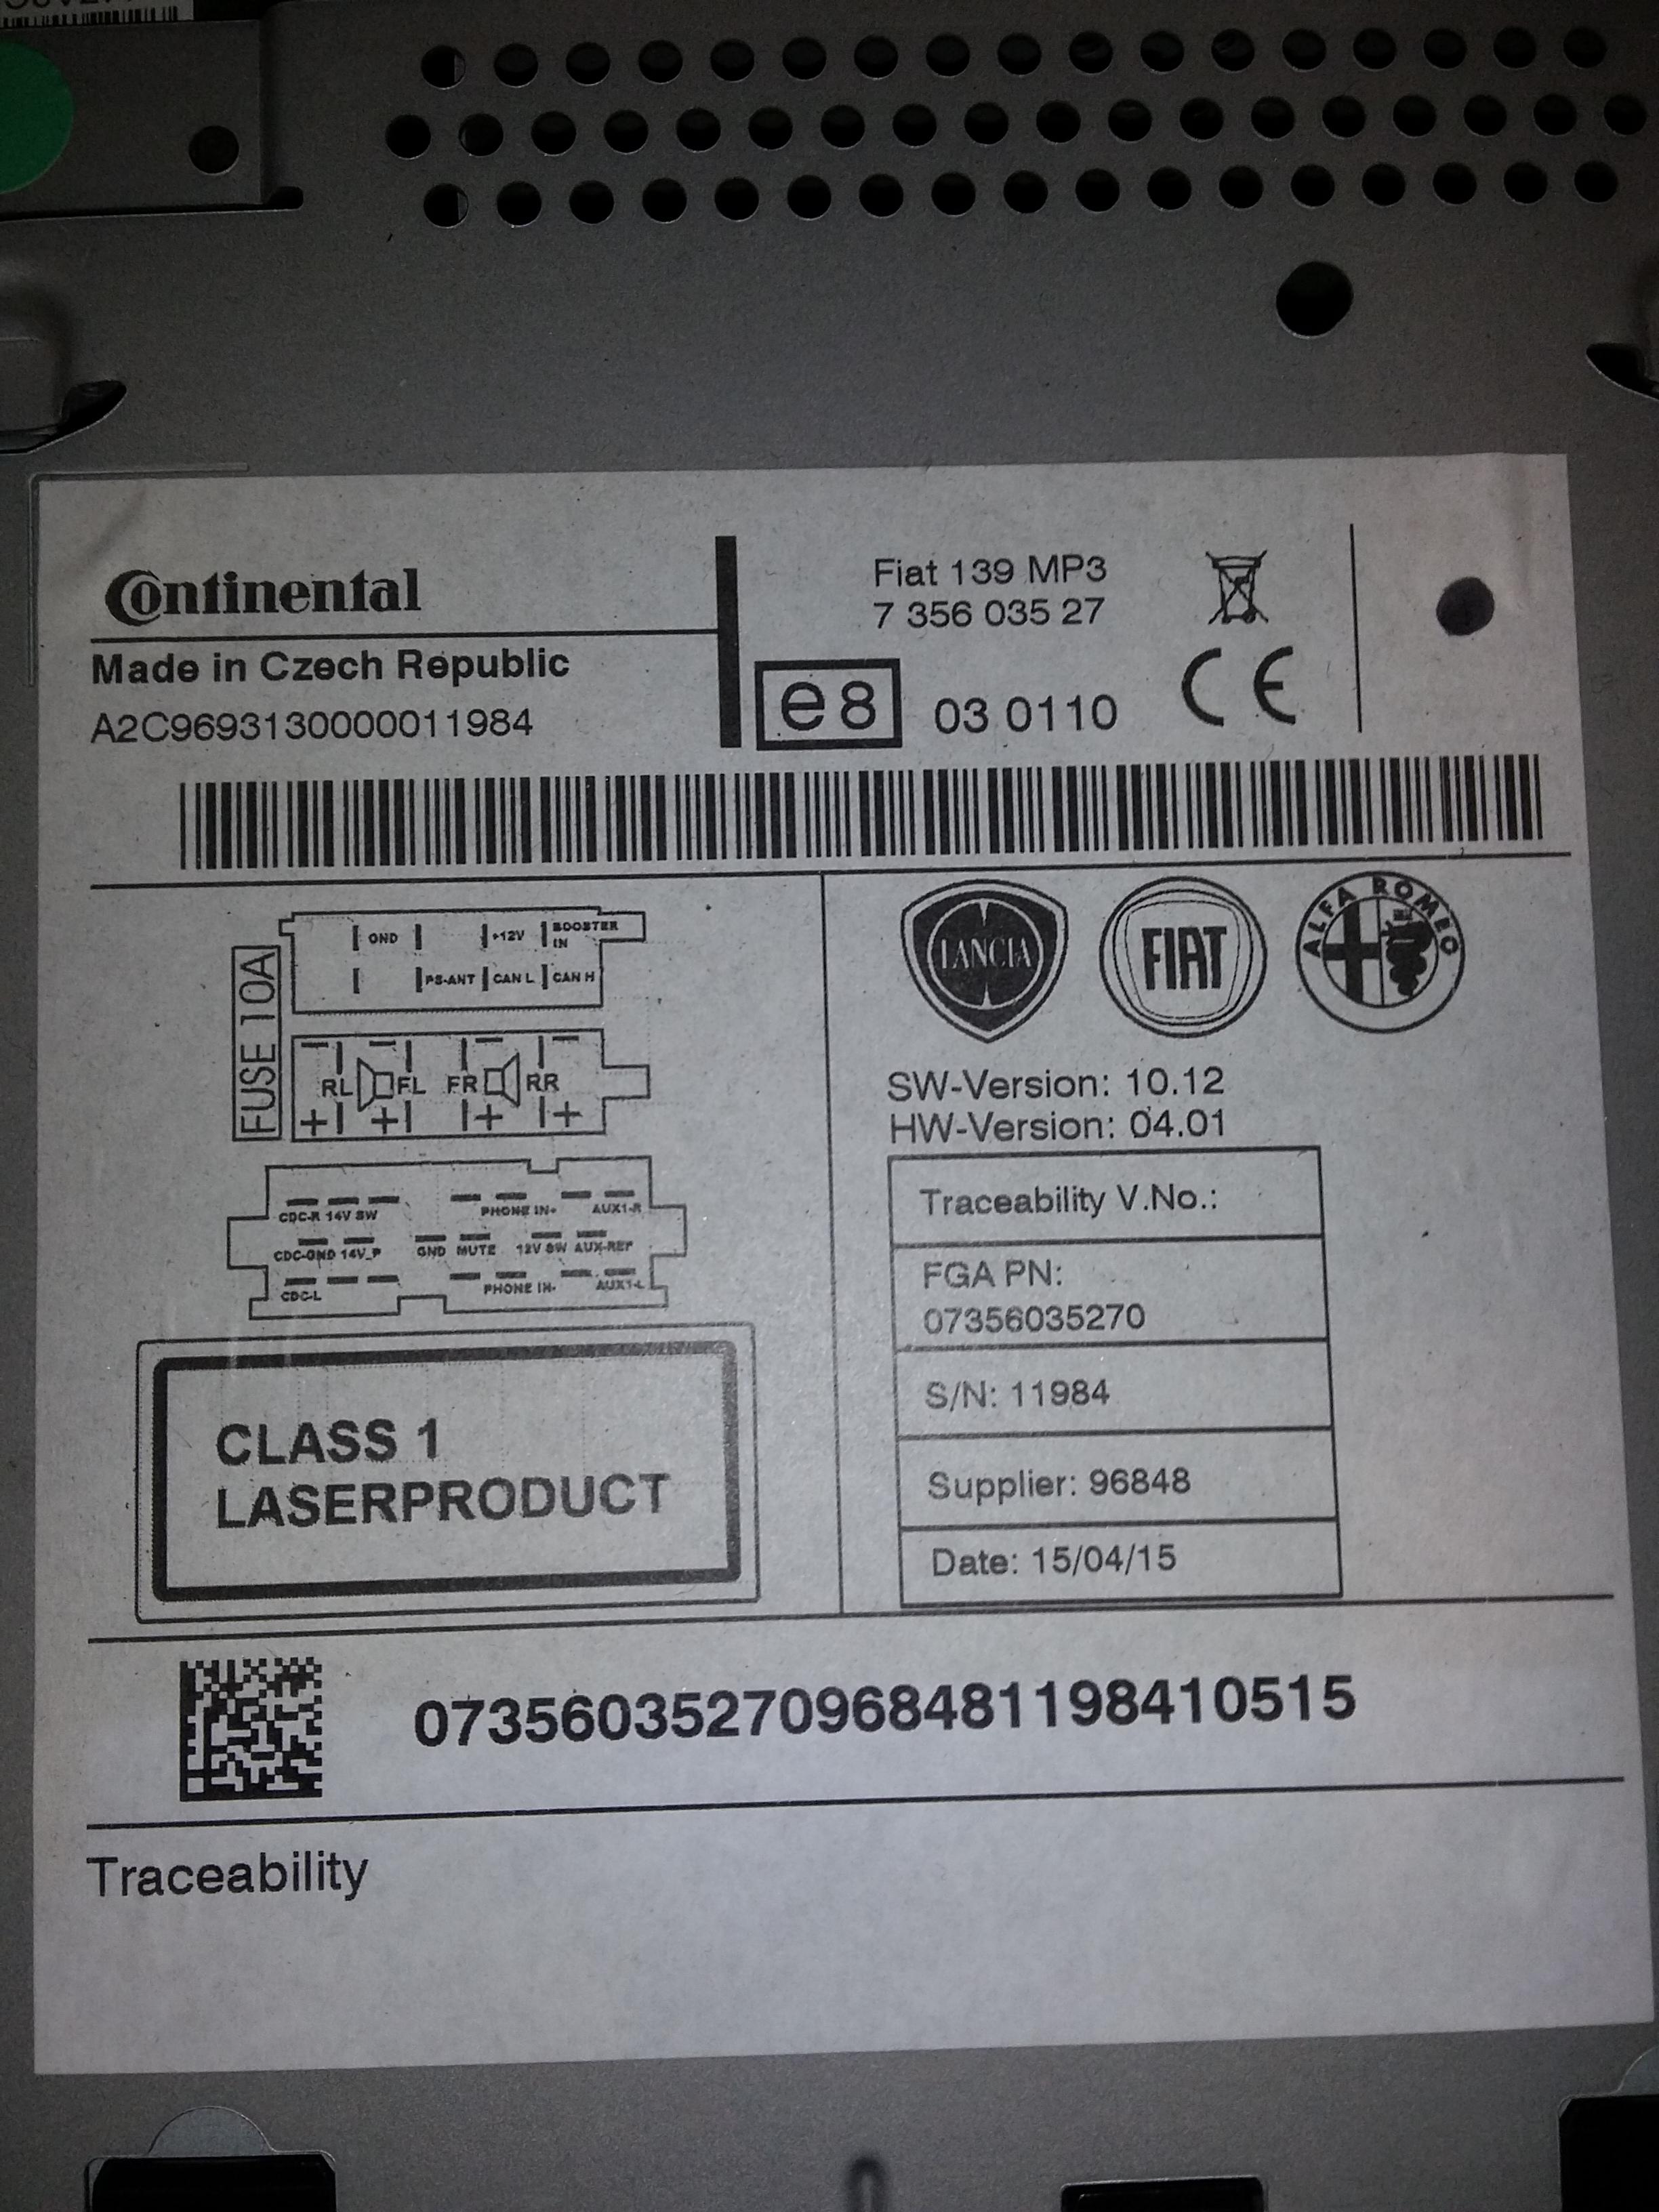 Continental
Made in Czech Republic
A2C9693130000011984
Fiat 139 MP3
7 356 035 27
e8 03 0110
CE
FUSE 10A
GND +12V BOOSTER IN
PS-ANT CAN L CAN H
RL FL FR RR
+ + + +
CDC-R 14V SW PHONE IN+ AUX1-R
CDC-GND 14V_P GND MUTE 12V SW AUX-REF
CDC-L PHONE IN- AUX1-L
LANCIA
FIAT
ALFA ROMEO
SW-Version: 10.12
HW-Version: 04.01
Traceability V.No.:
FGA PN:
07356035270
S/N: 11984
Supplier: 96848
Date: 15/04/15
CLASS 1
LASERPRODUCT
07356035270968481198410515
Traceability